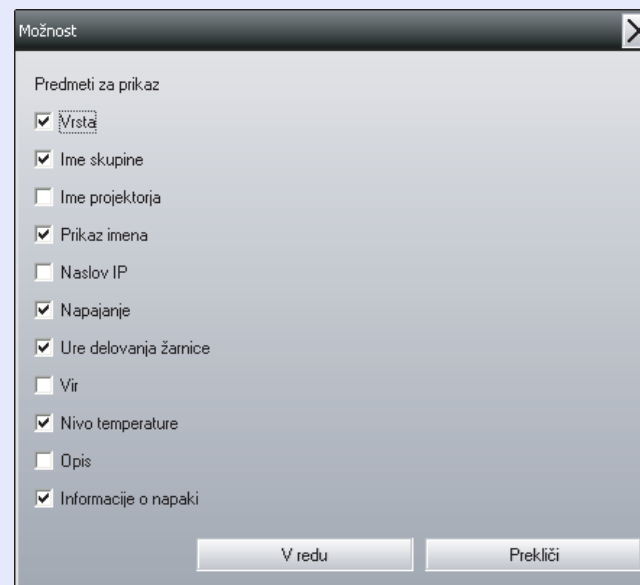 Možnost
Predmeti za prikaz
Vrsta
Ime skupine
Ime projektorja
Prikaz imena
Naslov IP
Napajanje
Ure delovanja žarnice
Vir
Nivo temperature
Opis
Informacije o napaki
V redu Prekliči